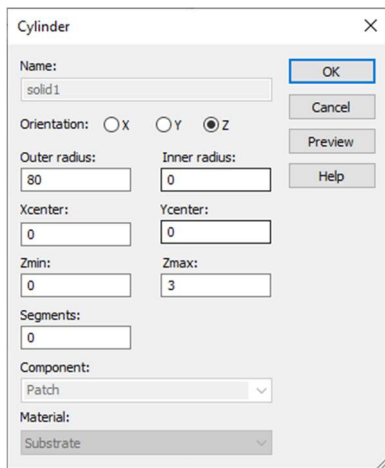 Cylinder
Name:
solid1
OK
Cancel
Preview
Help
Orientation: X Y Z
Outer radius: Inner radius:
80 0
Xcenter: Ycenter:
0 0
Zmin: Zmax:
0 3
Segments:
0
Component:
Patch
Material:
Substrate